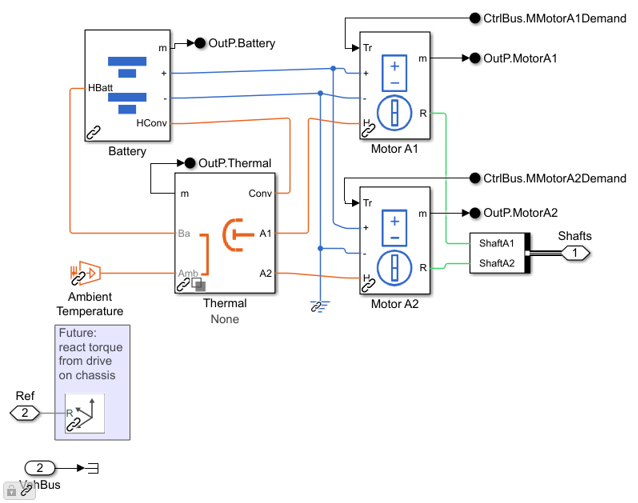 CtrlBus.MMotorA1Demand
OutP.Battery
m
Tr
+
HBatt
+
-
-
m
OutP.MotorA1
R
HConv
H
Battery
Motor A1
OutP.Thermal
m
Conv
CtrlBus.MMotorA2Demand
Tr
m
OutP.MotorA2
Ba
A1
+
-
Shafts
ShaftA1
1
ShaftA2
Amb
A2
H
R
Ambient
Temperature
Thermal
None
Motor A2
Future:
react torque
from drive
on chassis
Ref
2
R
2
VehBus